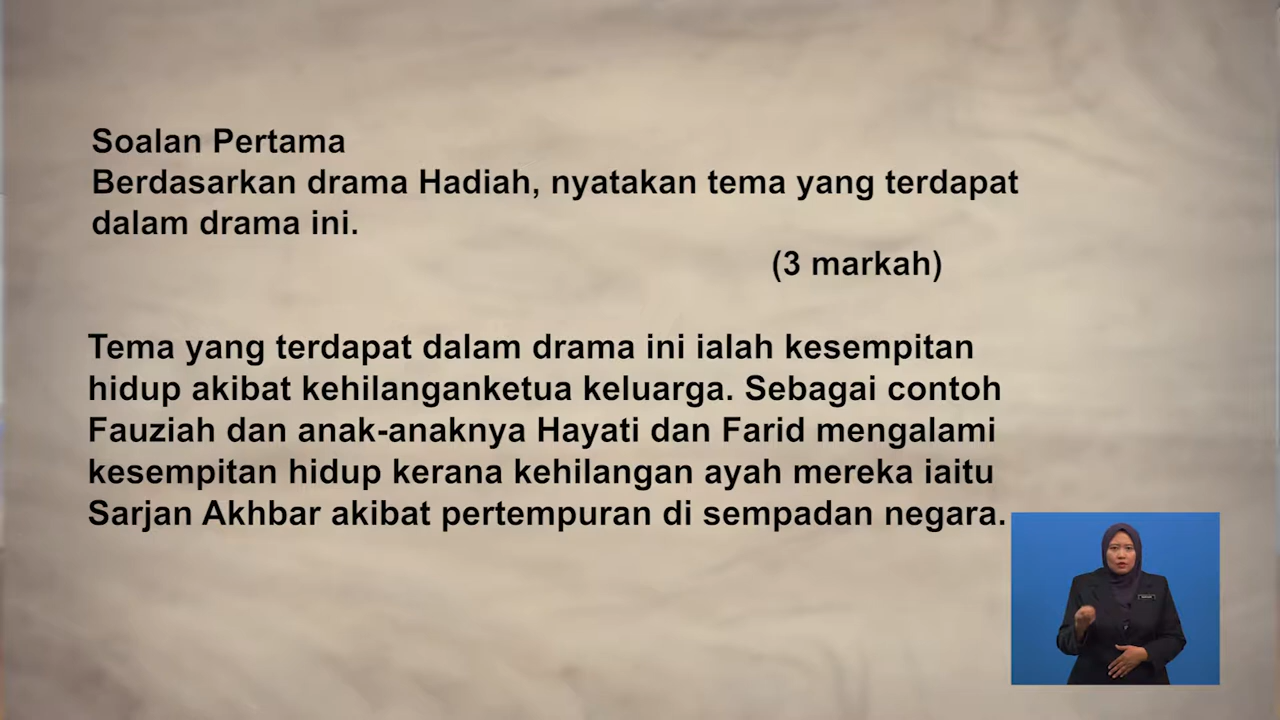 Soalan Pertama
Berdasarkan drama Hadiah, nyatakan tema yang terdapat
dalam drama ini.
(3 markah)
Tema yang terdapat dalam drama ini ialah kesempitan
hidup akibat kehilanganketua keluarga. Sebagai contoh
Fauziah dan anak-anaknya Hayati dan Farid mengalami
kesempitan hidup kerana kehilangan ayah mereka iaitu
Sarjan Akhbar akibat pertempuran di sempadan negara.